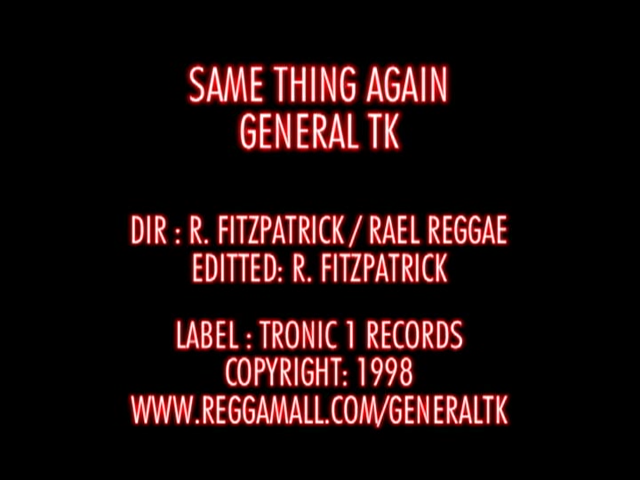 SAME THING AGAIN
GENERAL TK
DIR : R. FITZPATRICK / RAEL REGGAE
EDITTED: R. FITZPATRICK
LABEL : TRONIC 1 RECORDS
COPYRIGHT: 1998
WWW.REGGAMALL.COM/GENERALTK